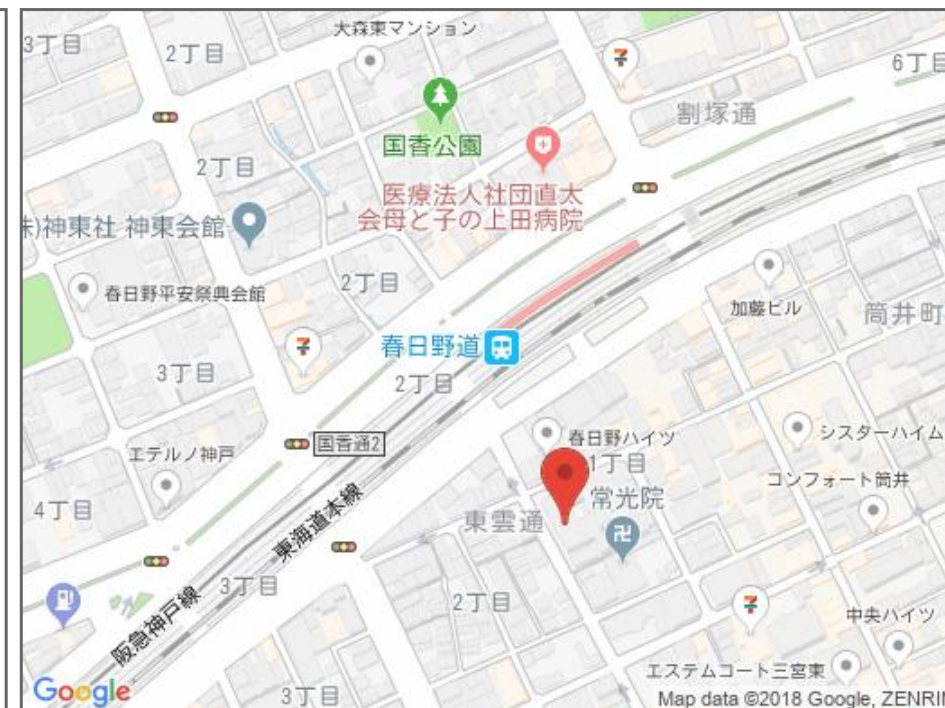 大森東マンション
3丁目
2丁目
6丁目
割塚通
国香公園
2丁目
医療法人社団直太
会母と子の上田病院
株)神東社 神東会館
2丁目
春日野平安祭典会館
加藤ビル
筒井町
春日野道
3丁目
2丁目
国香通2
春日野ハイツ
シスターハイム
エテルノ神戸
1丁目
コンフォート筒井
常光院
4丁目
東雲通
東海道本線
3丁目
2丁目
中央ハイツ
阪急神戸線
エステムコート三宮東
3丁目
Google
Map data ©2018 Google, ZENRIN